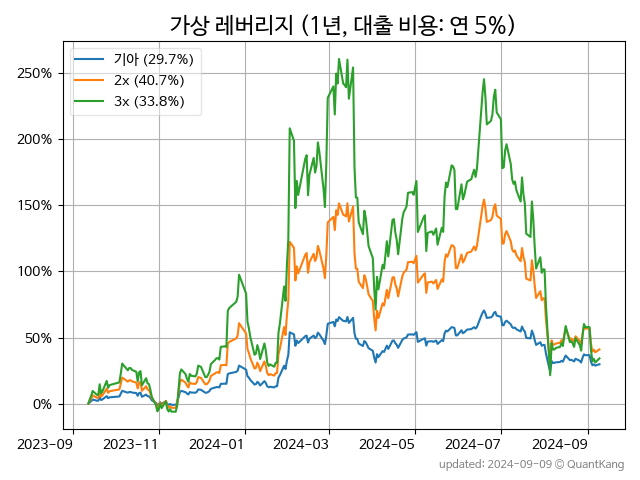 가상 레버리지 (1년, 대출 비용: 연 5%)
기아 (29.7%)
2x (40.7%)
3x (33.8%)
250%
200%
150%
100%
50%
0%
2023-09 2023-11 2024-01 2024-03 2024-05 2024-07 2024-09
updated: 2024-09-09 © QuantKang